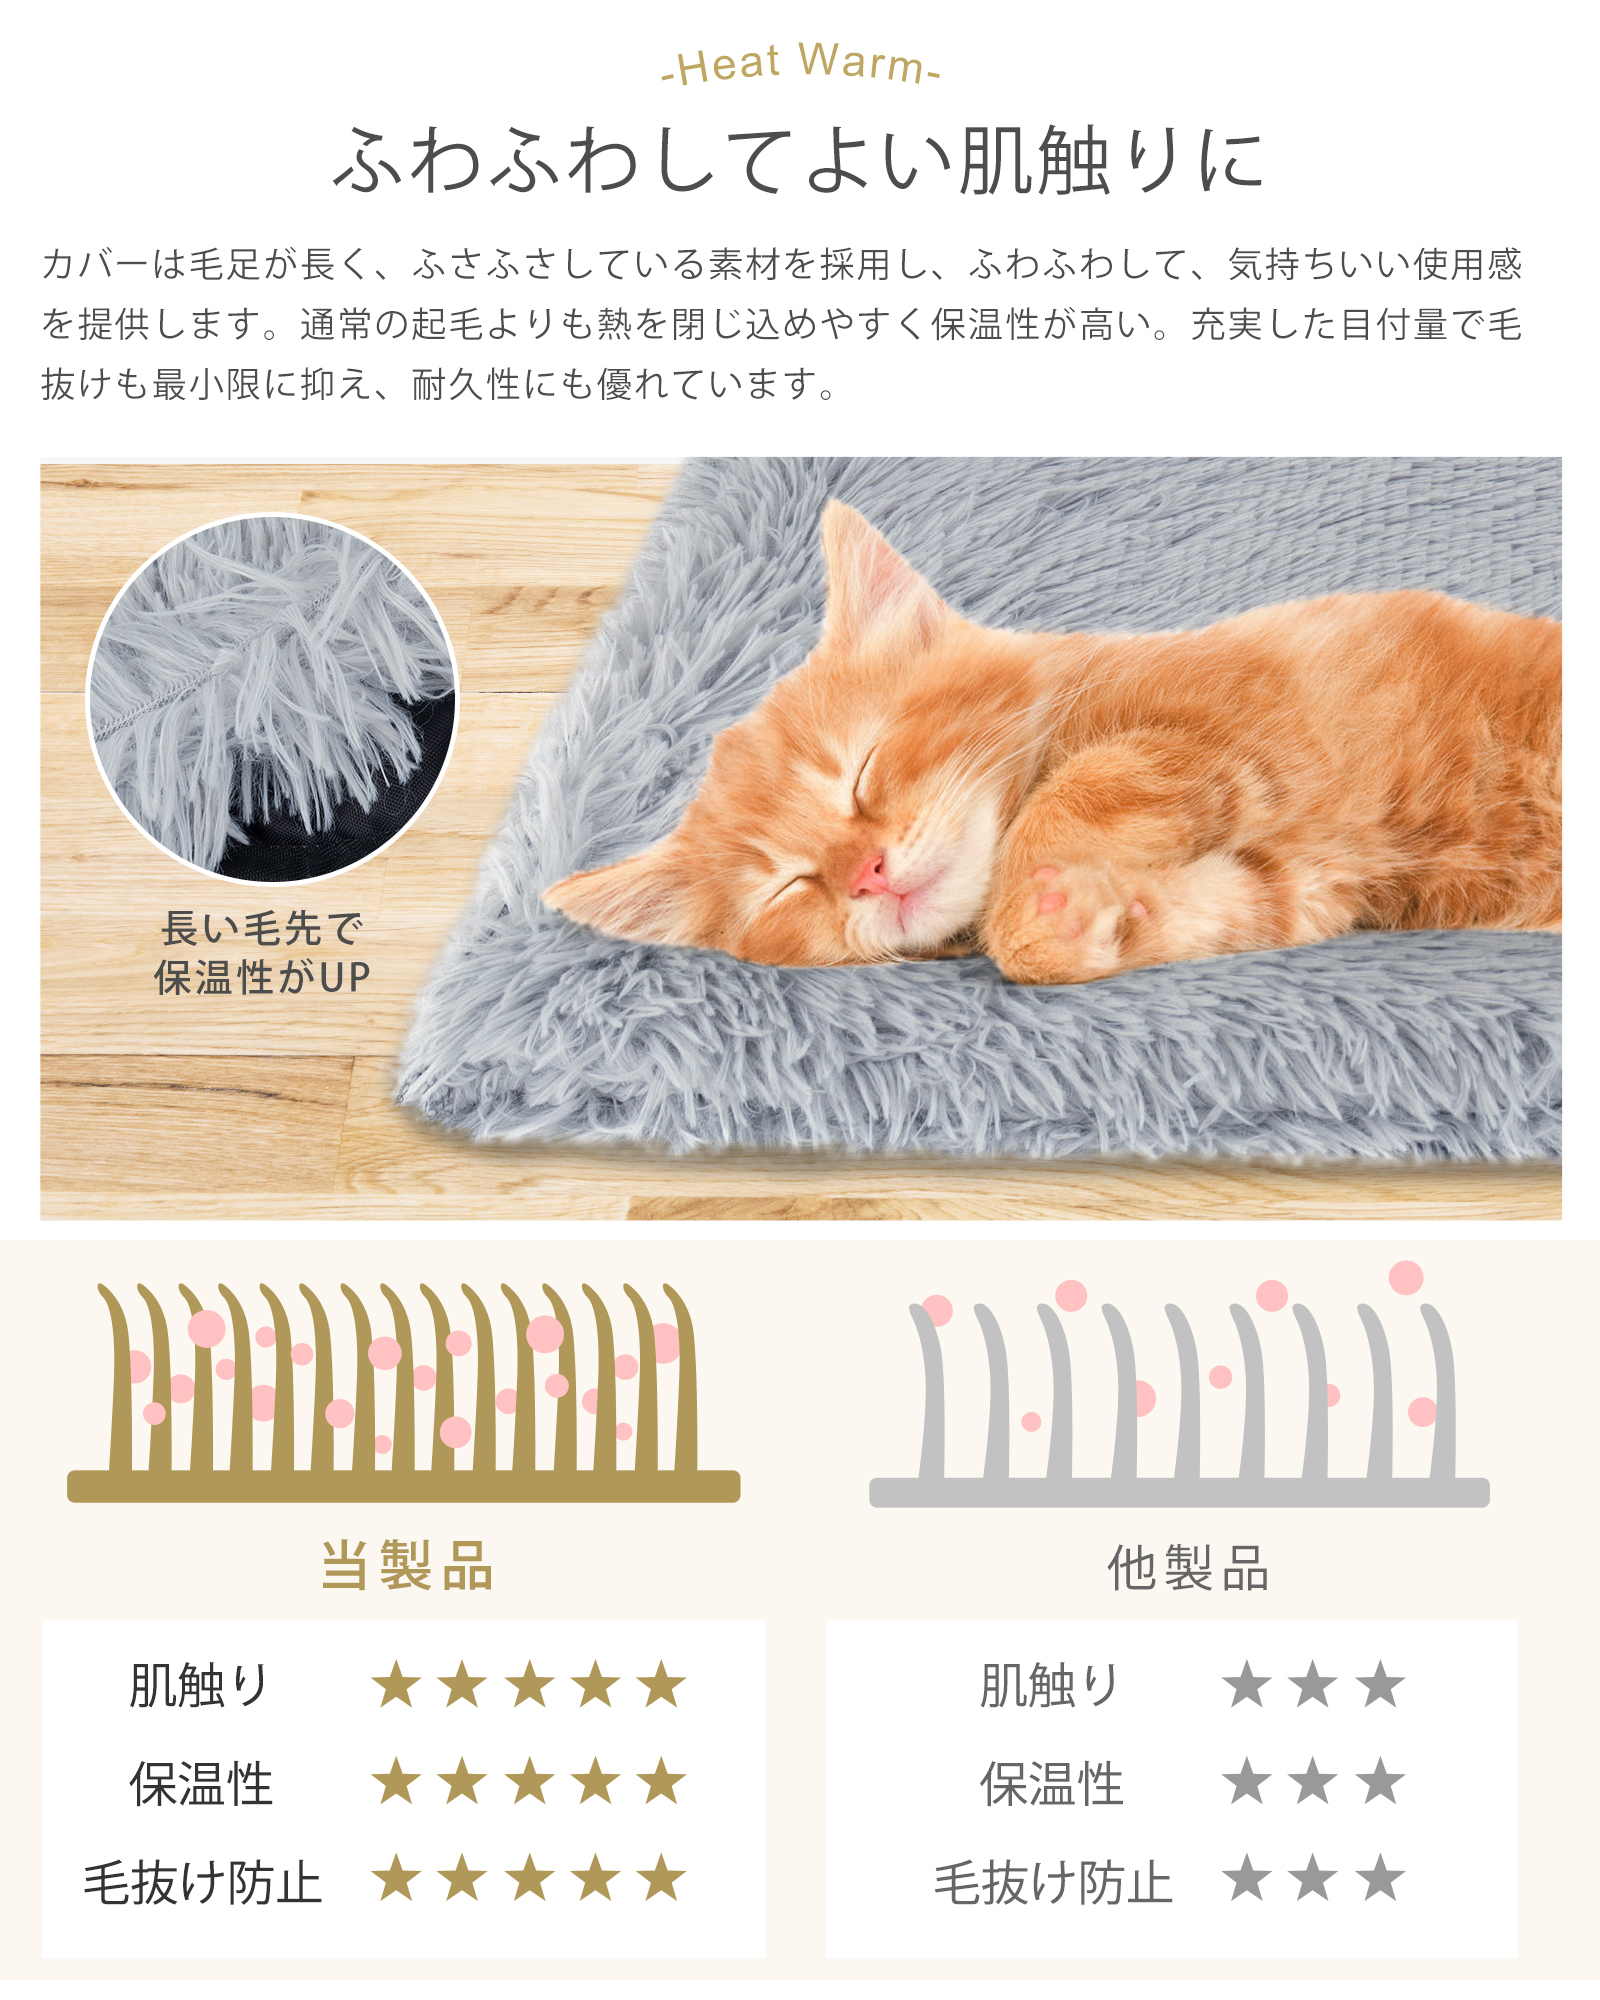 -Heat Warm-
ふわふわしてよい肌触りに
カバーは毛足が長く、ふさふさしている素材を採用し、ふわふわして、気持ちいい使用感
を提供します。通常の起毛よりも熱を閉じ込めやすく保温性が高い。充実した目付量で毛
抜けも最小限に抑え、耐久性にも優れています。
長い毛先で
保温性がUP
当製品
他製品
肌触り ★★★★★
保温性 ★★★★★
毛抜け防止 ★★★★★
肌触り ★★★
保温性 ★★★
毛抜け防止 ★★★